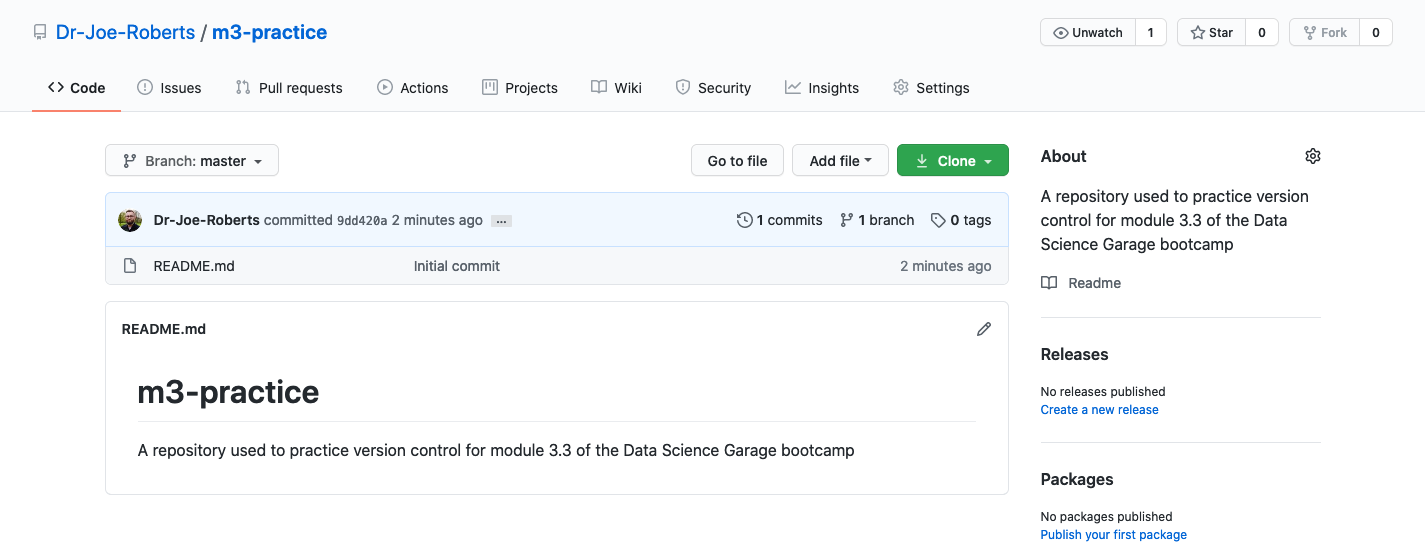 Dr-Joe-Roberts / m3-practice
Unwatch 1 Star 0 Fork 0
Code Issues Pull requests Actions Projects Wiki Security Insights Settings
Branch: master Go to file Add file Clone
Dr-Joe-Roberts committed 9dd420a 2 minutes ago ... 1 commits 1 branch 0 tags
README.md Initial commit 2 minutes ago
README.md
m3-practice
A repository used to practice version control for module 3.3 of the Data Science Garage bootcamp
About
A repository used to practice version
control for module 3.3 of the Data
Science Garage bootcamp
Readme
Releases
No releases published
Create a new release
Packages
No packages published
Publish your first package